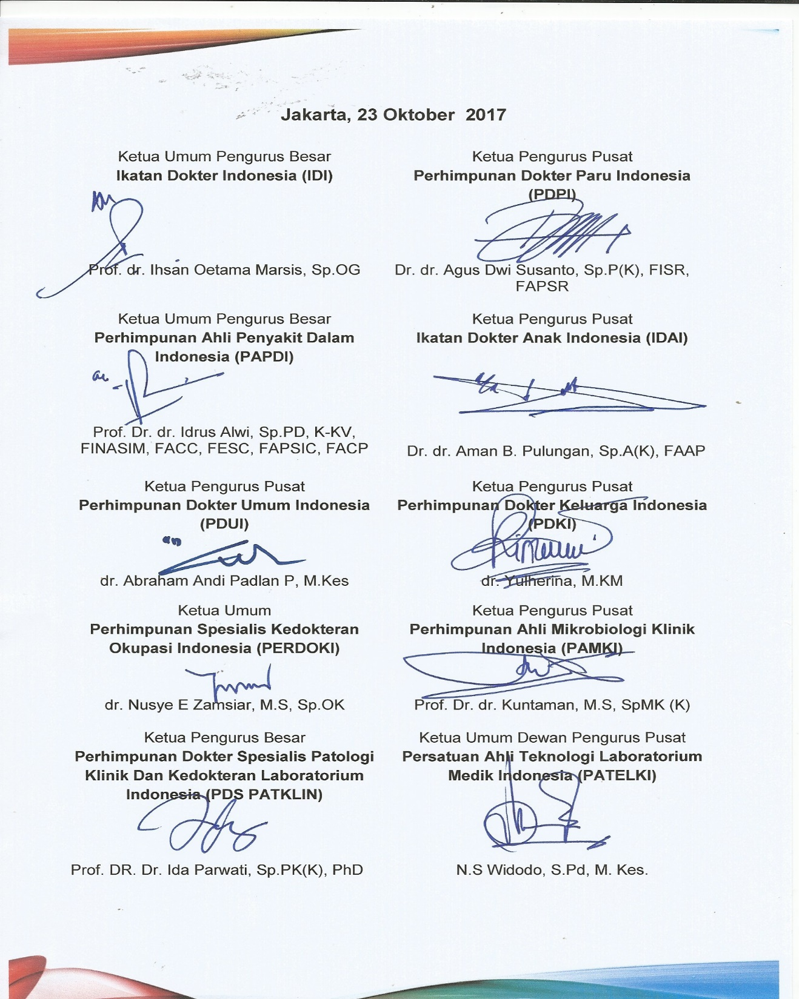 Jakarta, 23 Oktober 2017
Ketua Umum Pengurus Besar
Ikatan Dokter Indonesia (IDI)
Prof. dr. Ihsan Oetama Marsis, Sp.OG
Ketua Pengurus Pusat
Perhimpunan Dokter Paru Indonesia
(PDPI)
Dr. dr. Agus Dwi Susanto, Sp.P(K), FISR,
FAPSR
Ketua Umum Pengurus Besar
Perhimpunan Ahli Penyakit Dalam
Indonesia (PAPDI)
Prof. Dr. dr. Idrus Alwi, Sp.PD, K-KV,
FINASIM, FACC, FESC, FAPSIC, FACP
Ketua Pengurus Pusat
Ikatan Dokter Anak Indonesia (IDAI)
Dr. dr. Aman B. Pulungan, Sp.A(K), FAAP
Ketua Pengurus Pusat
Perhimpunan Dokter Umum Indonesia
(PDUI)
dr. Abraham Andi Padlan P, M.Kes
Ketua Pengurus Pusat
Perhimpunan Dokter Keluarga Indonesia
(PDKI)
dr. Yulherina, M.KM
Ketua Umum
Perhimpunan Spesialis Kedokteran
Okupasi Indonesia (PERDOKI)
dr. Nusye E Zamsiar, M.S, Sp.OK
Ketua Pengurus Pusat
Perhimpunan Ahli Mikrobiologi Klinik
Indonesia (PAMKI)
Prof. Dr. dr. Kuntaman, M.S, SpMK (K)
Ketua Pengurus Besar
Perhimpunan Dokter Spesialis Patologi
Klinik Dan Kedokteran Laboratorium
Indonesia (PDS PATKLIN)
Prof. DR. Dr. Ida Parwati, Sp.PK(K), PhD
Ketua Umum Dewan Pengurus Pusat
Persatuan Ahli Teknologi Laboratorium
Medik Indonesia (PATELKI)
N.S Widodo, S.Pd, M. Kes.